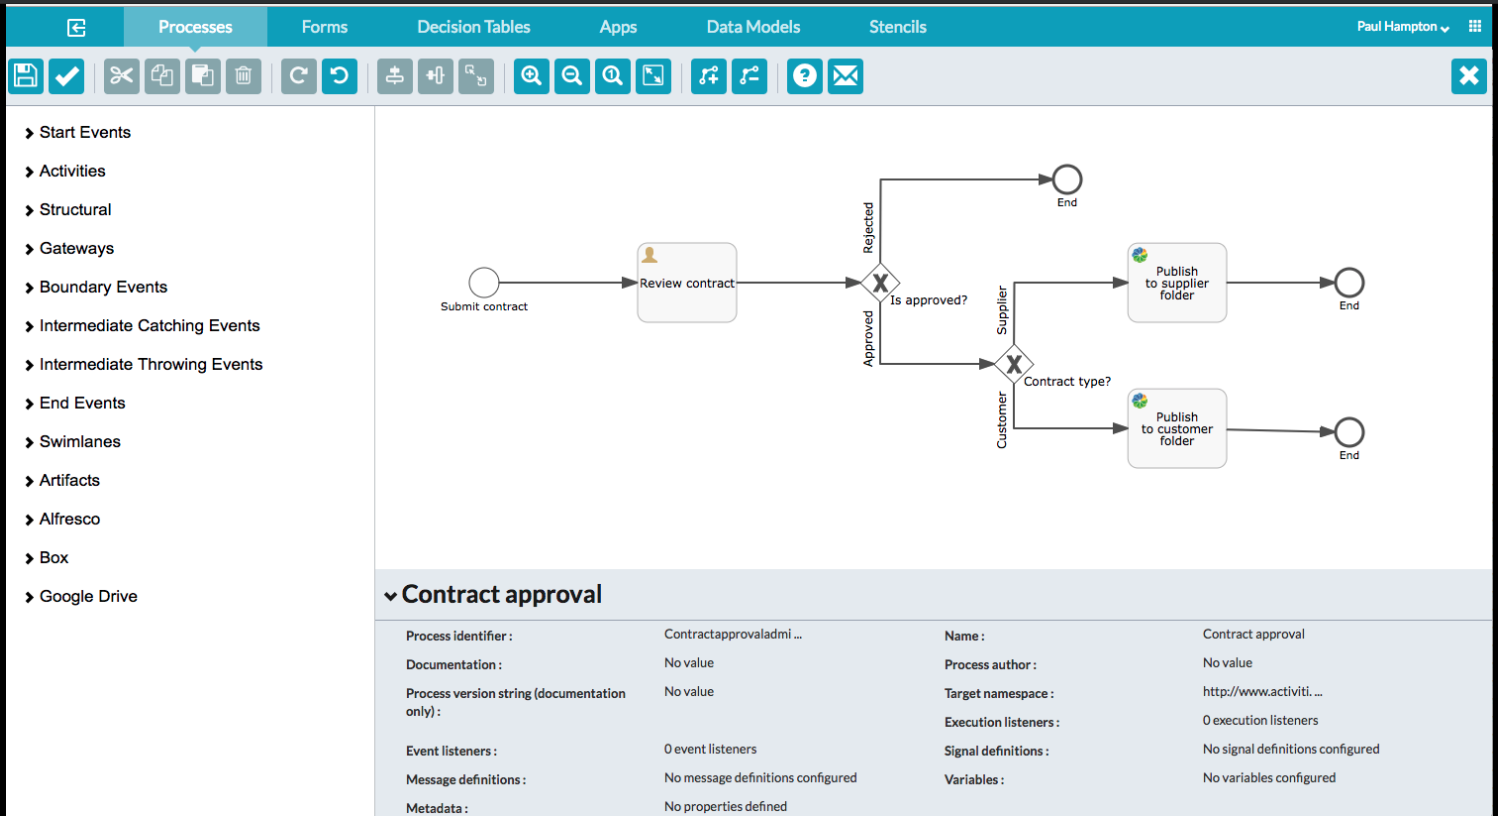 Processes
Forms
Decision Tables
Apps
Data Models
Stencils
Paul Hampton
Start Events
Activities
Structural
Gateways
Boundary Events
Intermediate Catching Events
Intermediate Throwing Events
End Events
Swimlanes
Artifacts
Alfresco
Box
Google Drive
Submit contract
Review contract
Rejected
Is approved?
Approved
End
Supplier
Contract type?
Customer
Publish
to supplier
folder
End
Publish
to customer
folder
End
Contract approval
Process identifier : Contractapprovaladmi ...
Name : Contract approval
Documentation : No value
Process author : No value
Process version string (documentation
only) : No value
Target namespace : http://www.activiti. ...
Execution listeners : 0 execution listeners
Event listeners : 0 event listeners
Signal definitions : No signal definitions configured
Message definitions : No message definitions configured
Variables : No variables configured
Metadata : No properties defined